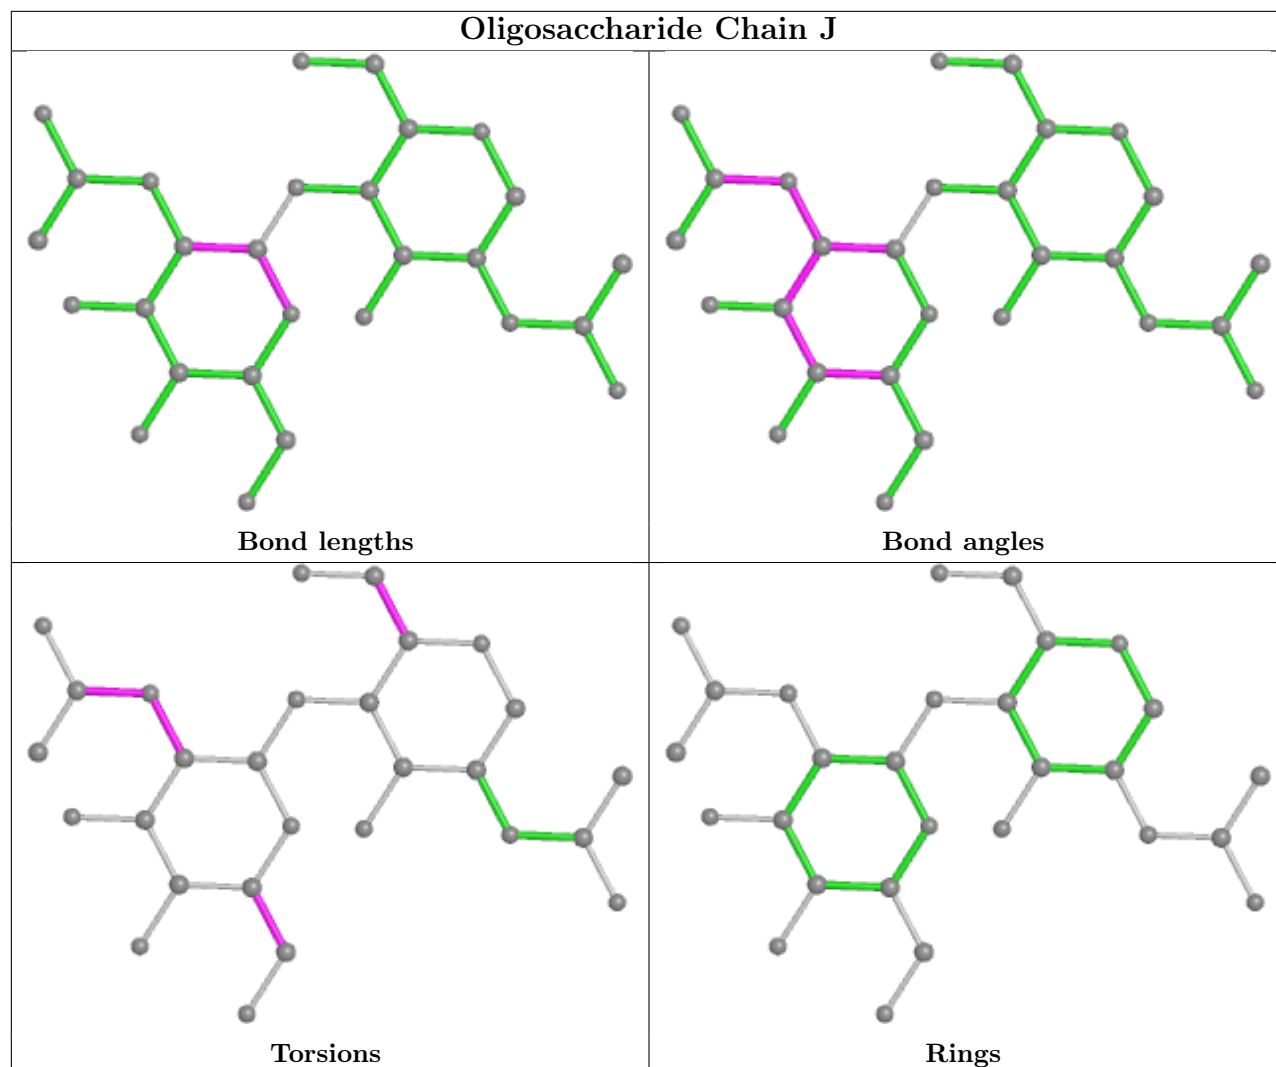 Oligosaccharide Chain J
Bond lengths
Bond angles
Torsions
Rings